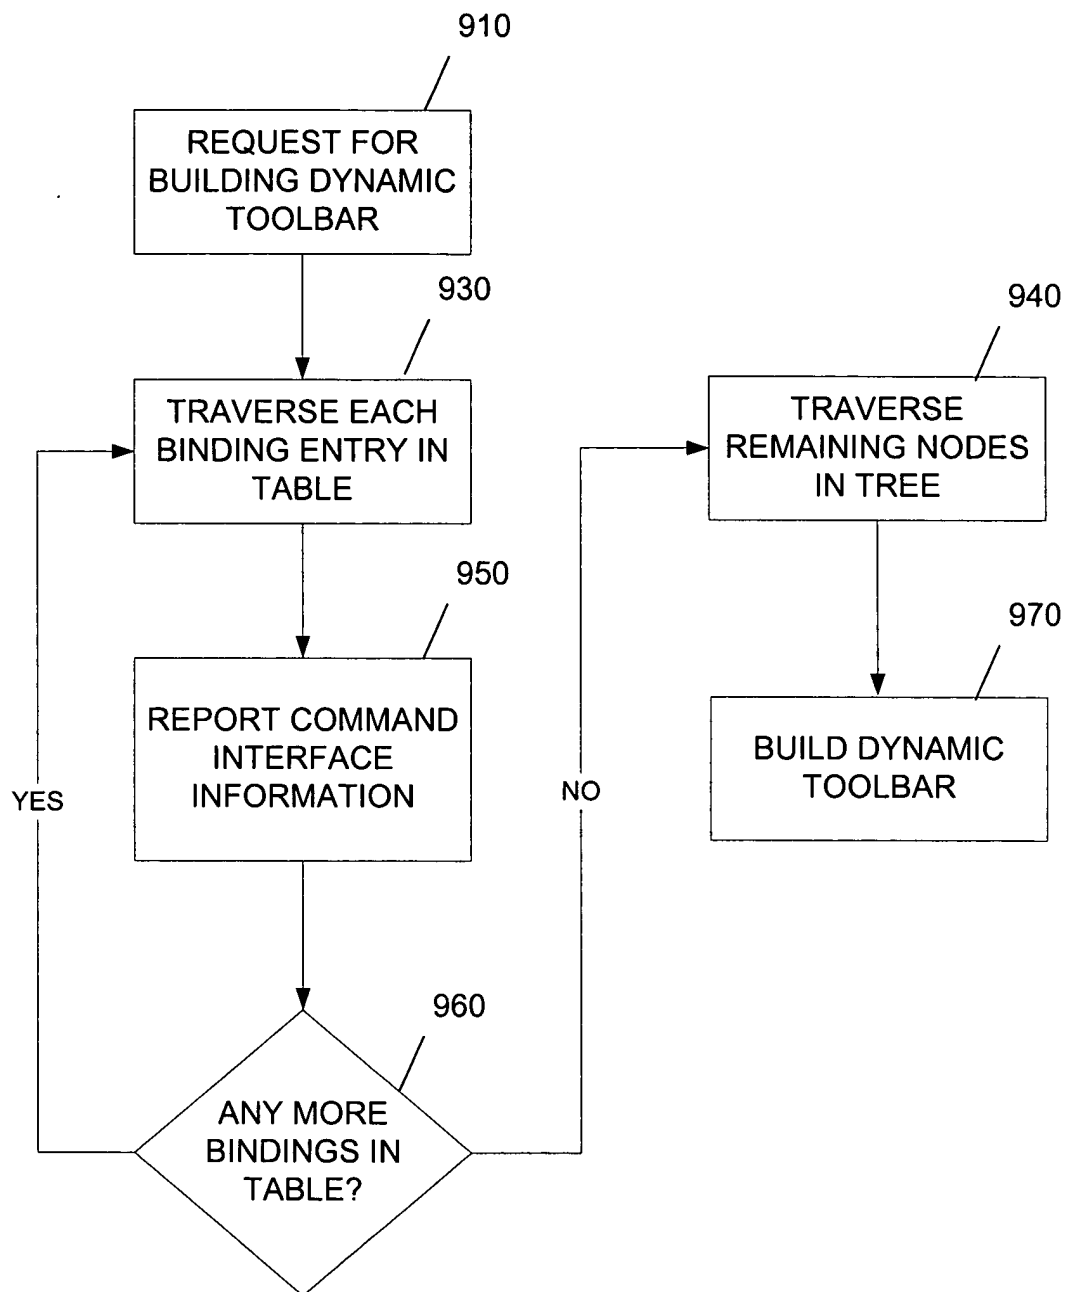 910
REQUEST FOR
BUILDING DYNAMIC
TOOLBAR
930
TRAVERSE EACH
BINDING ENTRY IN
TABLE
950
REPORT COMMAND
INTERFACE
INFORMATION
YES
960
ANY MORE
BINDINGS IN
TABLE?
NO
940
TRAVERSE
REMAINING NODES
IN TREE
970
BUILD DYNAMIC
TOOLBAR